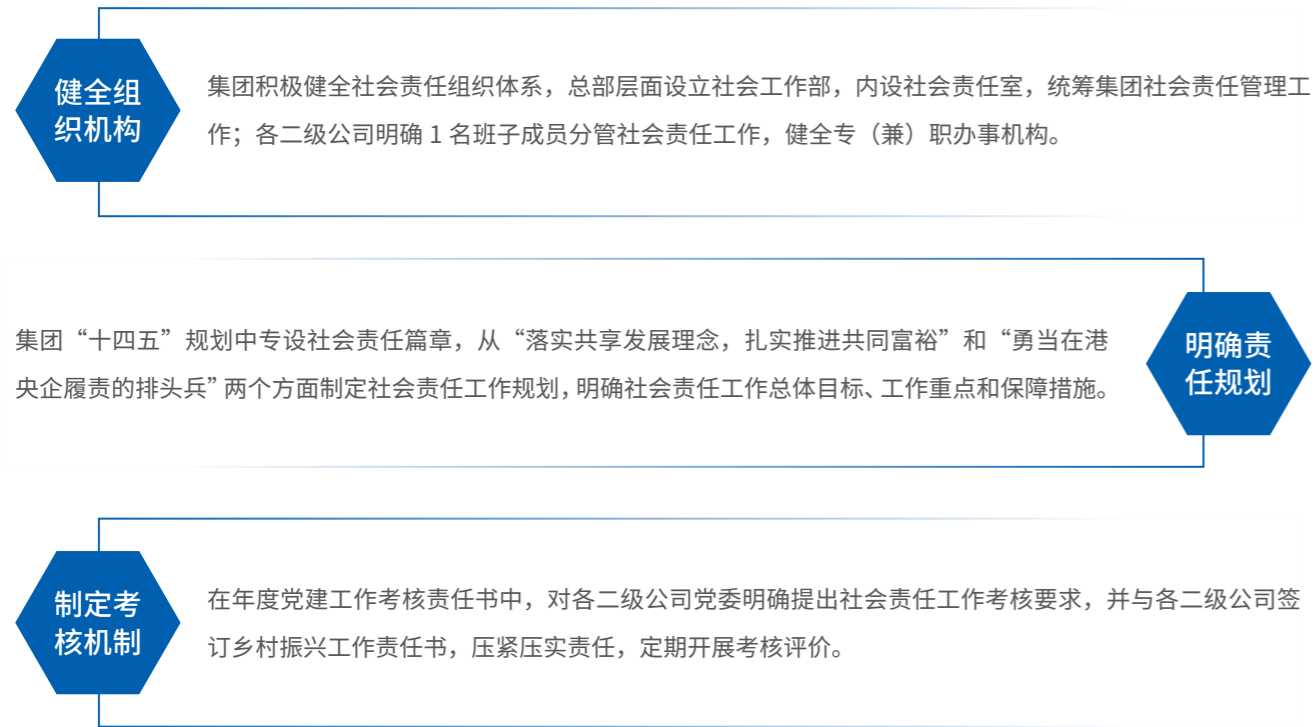 健全组
织机构
集团积极健全社会责任组织体系，总部层面设立社会工作部，内设社会责任室，统筹集团社会责任管理工
作；各二级公司明确 1 名班子成员分管社会责任工作，健全专（兼）职办事机构。
集团“十四五”规划中专设社会责任篇章，从“落实共享发展理念，扎实推进共同富裕”和“勇当在港
央企履责的排头兵”两个方面制定社会责任工作规划，明确社会责任工作总体目标、工作重点和保障措施。
明确责
任规划
制定考
核机制
在年度党建工作考核责任书中，对各二级公司党委明确提出社会责任工作考核要求，并与各二级公司签
订乡村振兴工作责任书，压紧压实责任，定期开展考核评价。